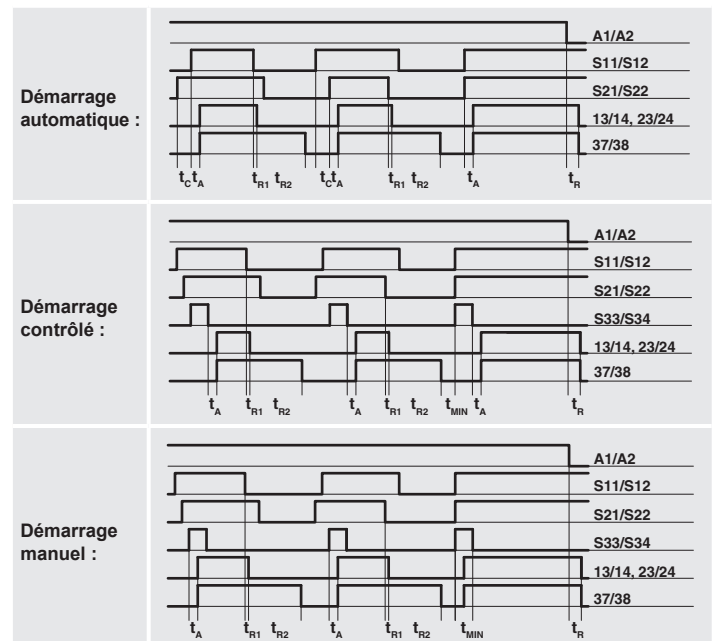 Démarrage
automatique :
A1/A2
S11/S12
S21/S22
13/14, 23/24
37/38
tC tA tR1 tR2 tC tA tR1 tR2 tA tR
Démarrage
contrôlé :
A1/A2
S11/S12
S21/S22
S33/S34
13/14, 23/24
37/38
tA tR1 tR2 tA tR1 tR2 tMIN tA tR
Démarrage
manuel :
A1/A2
S11/S12
S21/S22
S33/S34
13/14, 23/24
37/38
tA tR1 tR2 tA tR1 tR2 tMIN tR